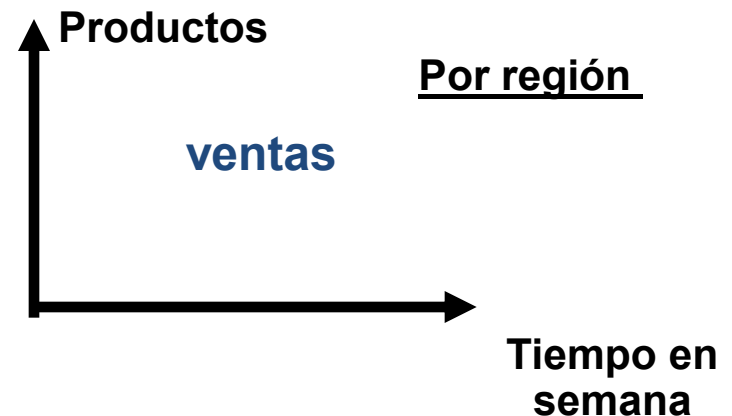 Productos
Por región
ventas
Tiempo en
semana